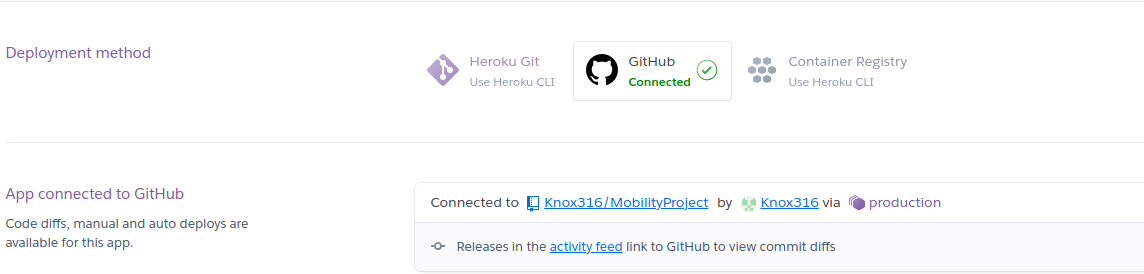 Deployment method
Heroku Git
Use Heroku CLI
GitHub
Connected
Container Registry
Use Heroku CLI
App connected to GitHub
Code diffs, manual and auto deploys are
available for this app.
Connected to Knox316/MobilityProject by Knox316 via production
Releases in the activity feed link to GitHub to view commit diffs